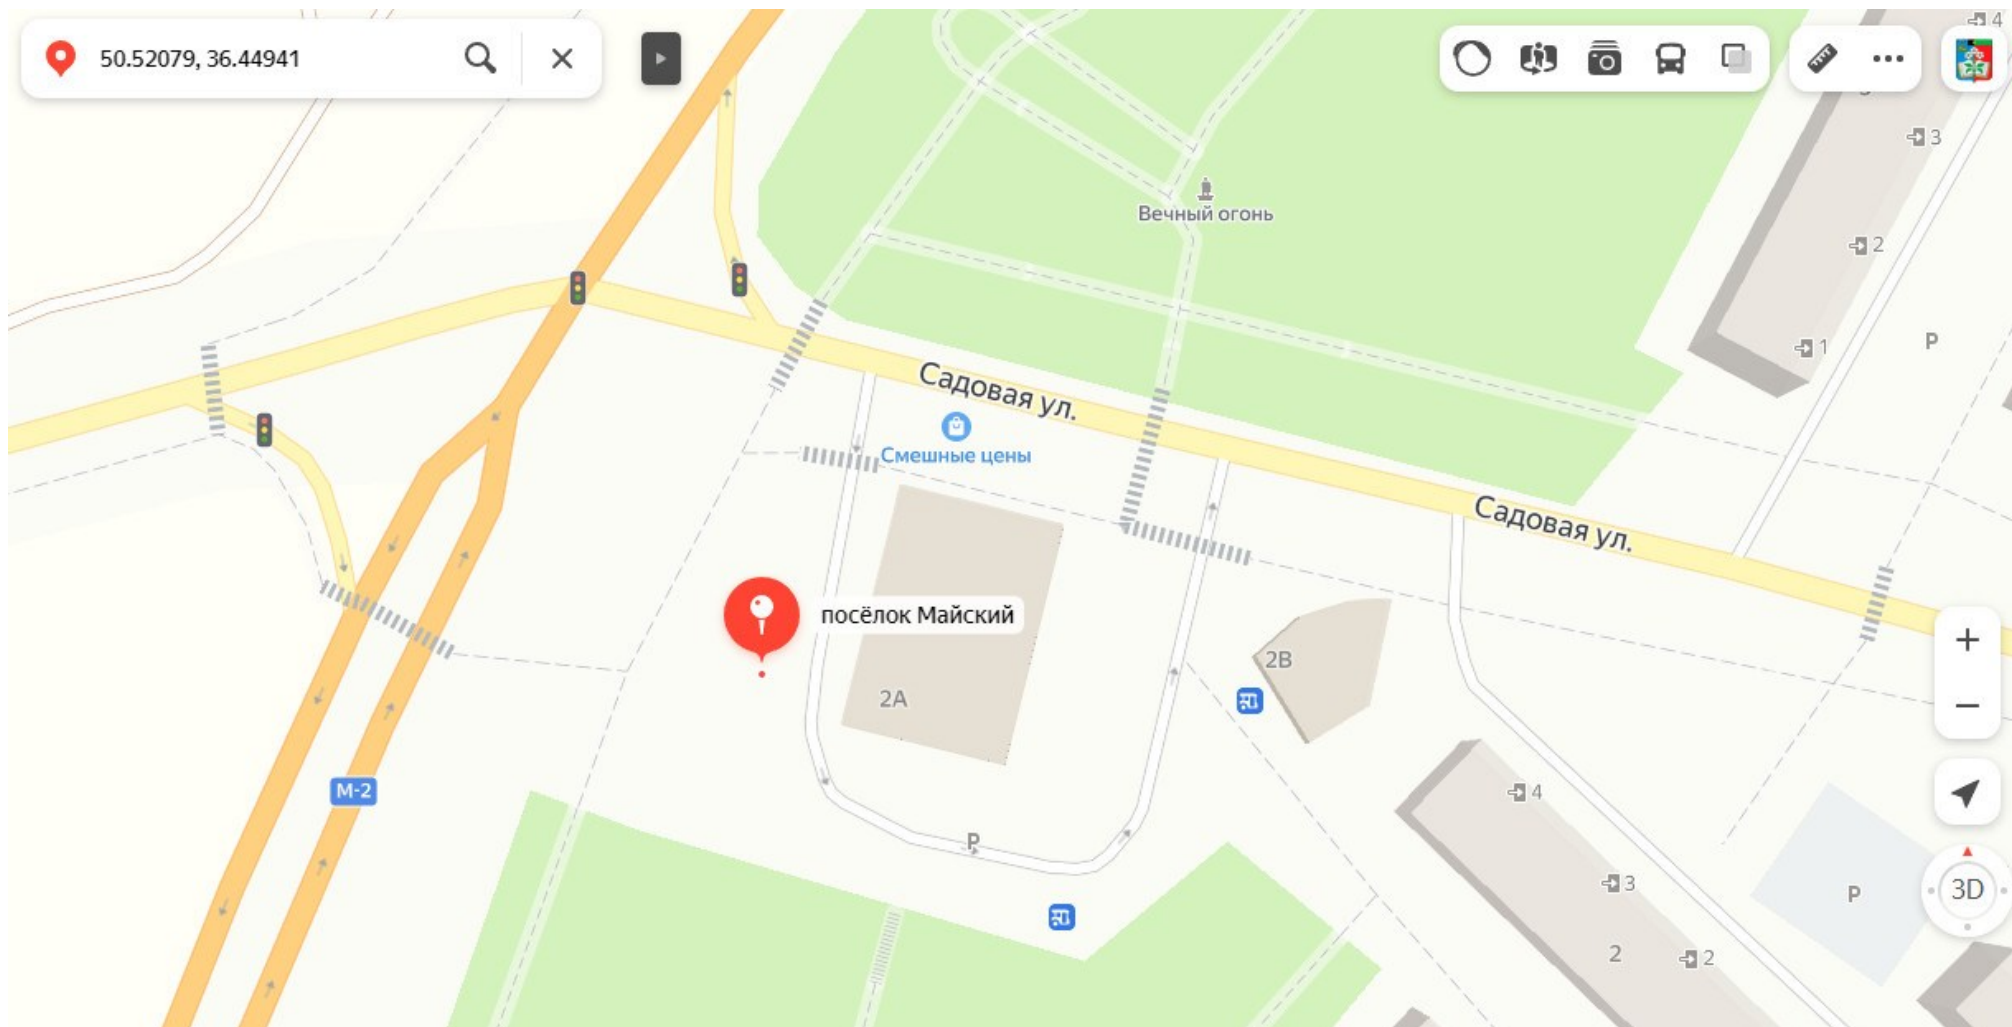 50.52079, 36.44941
4
3
Вечный огонь
2
1
P
Садовая ул.
Смешные цены
Садовая ул.
посёлок Майский
2В
2А
М-2
4
P
3
P
3D
2
2